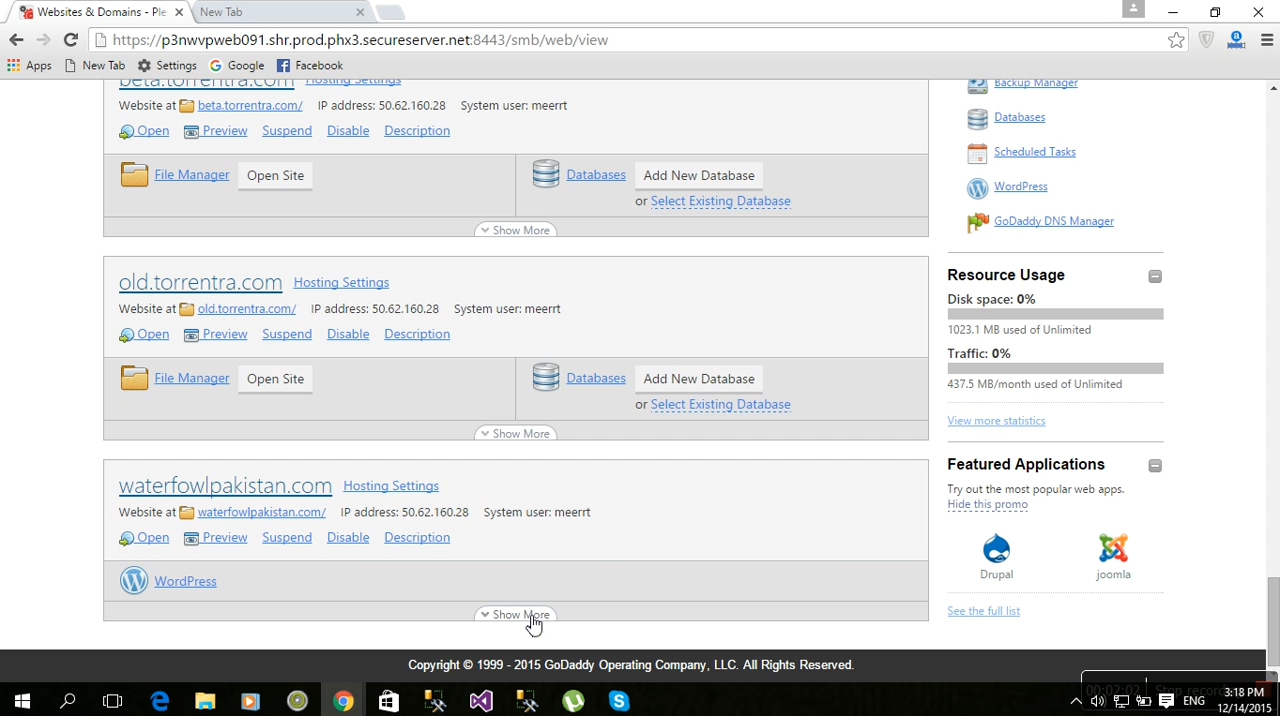 Websites & Domains - Ple
New Tab
https://p3nwvpweb091.shr.prod.phx3.secureserver.net:8443/smb/web/view
Apps New Tab Settings Google Facebook
beta.torrentra.com Hosting Settings
Website at beta.torrentra.com/ IP address: 50.62.160.28 System user: meerrt
Open Preview Suspend Disable Description
File Manager Open Site Databases Add New Database
or Select Existing Database
Show More
old.torrentra.com Hosting Settings
Website at old.torrentra.com/ IP address: 50.62.160.28 System user: meerrt
Open Preview Suspend Disable Description
File Manager Open Site Databases Add New Database
or Select Existing Database
Show More
waterfowlpakistan.com Hosting Settings
Website at waterfowlpakistan.com/ IP address: 50.62.160.28 System user: meerrt
Open Preview Suspend Disable Description
WordPress
Show More
Backup Manager
Databases
Scheduled Tasks
WordPress
GoDaddy DNS Manager
Resource Usage
Disk space: 0%
1023.1 MB used of Unlimited
Traffic: 0%
437.5 MB/month used of Unlimited
View more statistics
Featured Applications
Try out the most popular web apps.
Hide this promo
Drupal joomla
See the full list
Copyright © 1999 - 2015 GoDaddy Operating Company, LLC. All Rights Reserved.
00:02:02 Stop recording
ENG
3:18 PM
12/14/2015